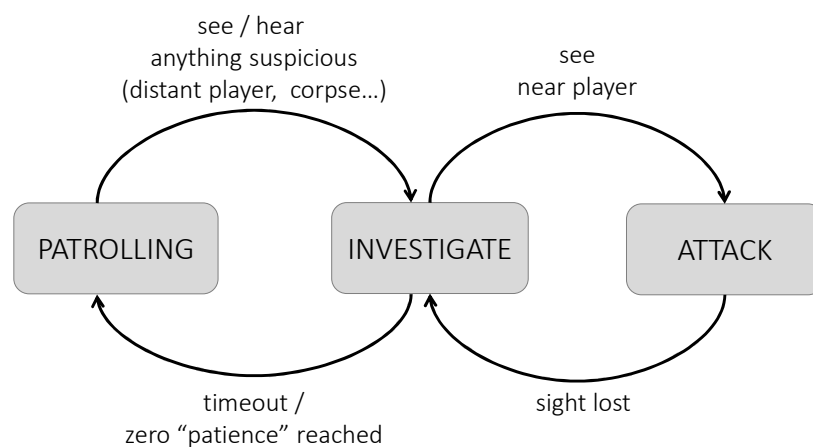 see / hear
anything suspicious
(distant player, corpse…)
see
near player
PATROLLING
INVESTIGATE
ATTACK
timeout /
zero “patience” reached
sight lost